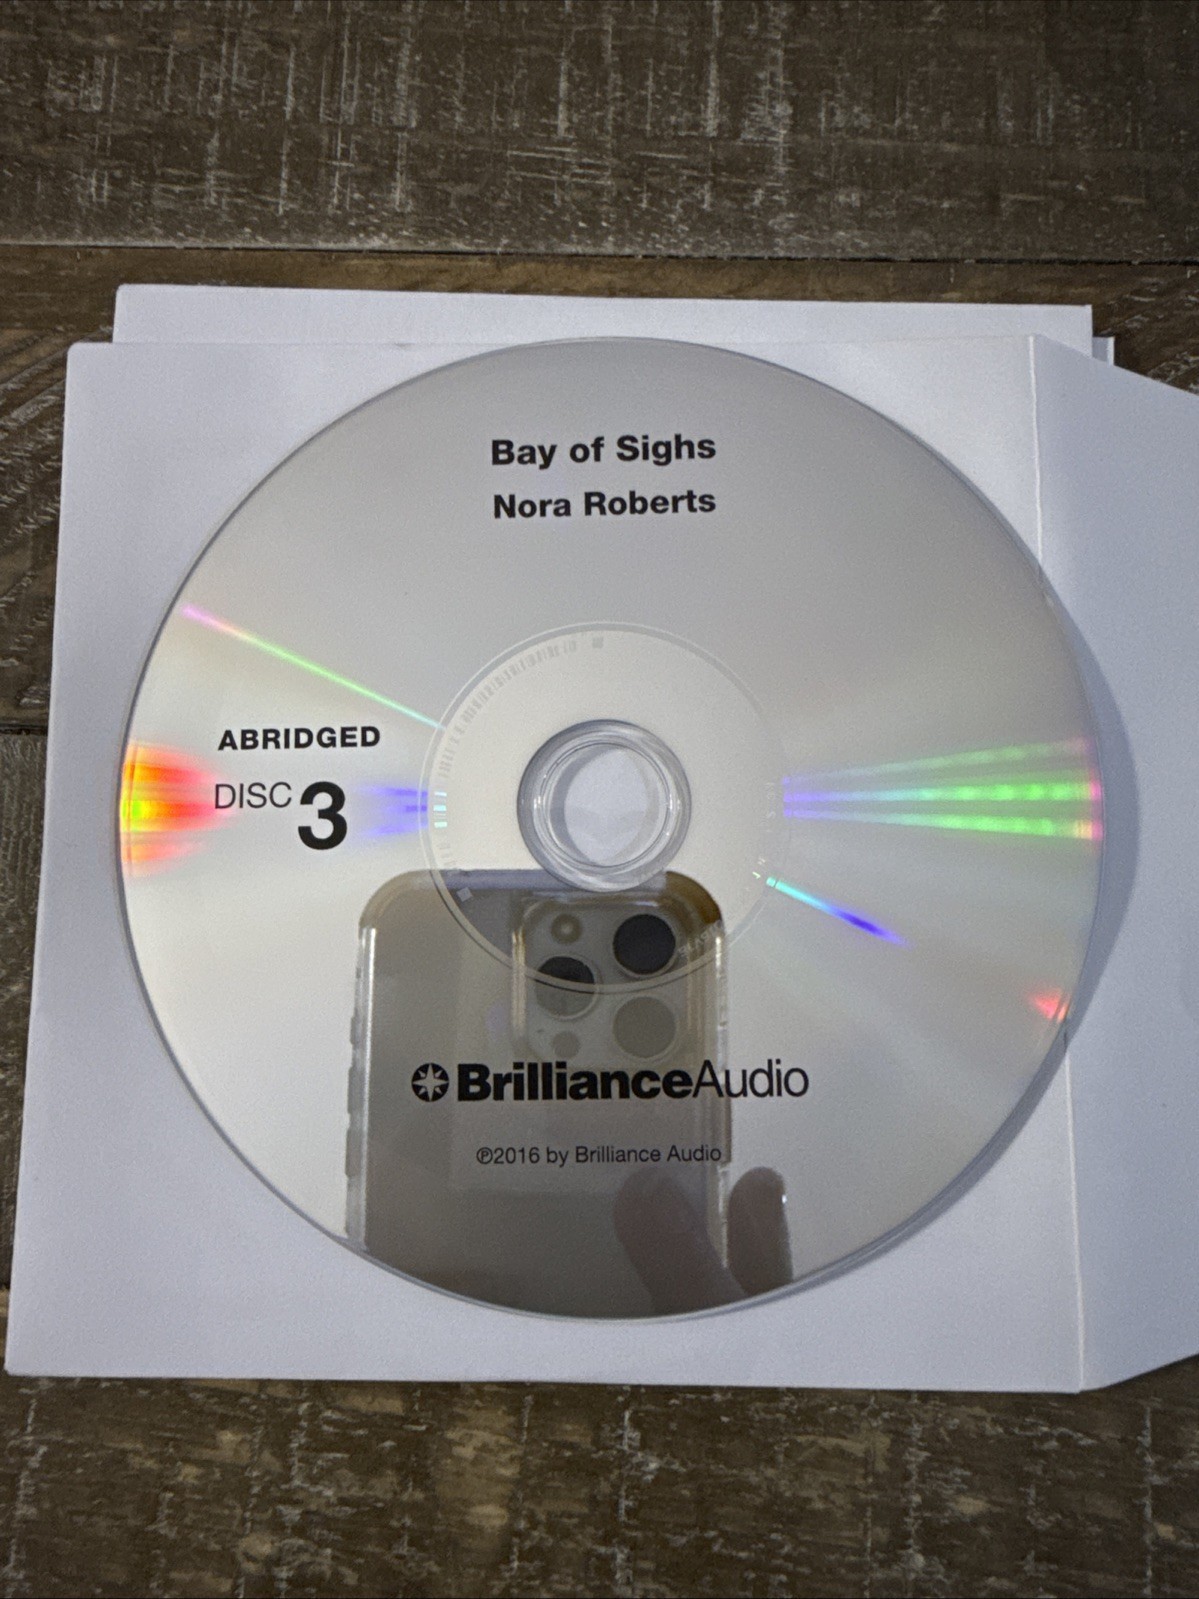 Bay of Sighs
Nora Roberts
ABRIDGED
DISC 3
BrillianceAudio
℗2016 by Brilliance Audio